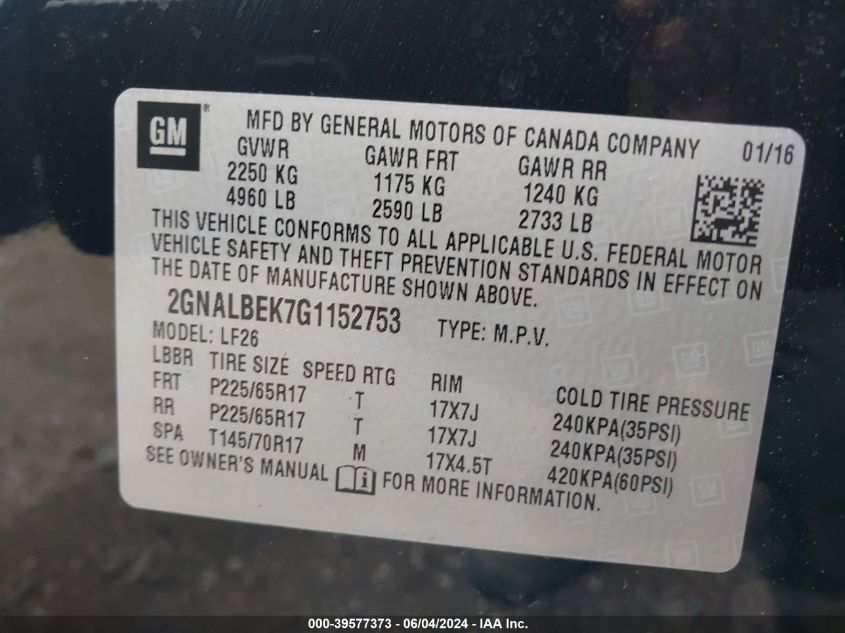 GM ®
MFD BY GENERAL MOTORS OF CANADA COMPANY 01/16
GVWR GAWR FRT GAWR RR
2250 KG 1175 KG 1240 KG
4960 LB 2590 LB 2733 LB
THIS VEHICLE CONFORMS TO ALL APPLICABLE U.S. FEDERAL MOTOR
VEHICLE SAFETY AND THEFT PREVENTION STANDARDS IN EFFECT ON
THE DATE OF MANUFACTURE SHOWN ABOVE.
2GNALBEK7G1152753 TYPE: M.P.V.
MODEL: LF26
LBBR TIRE SIZE SPEED RTG RIM COLD TIRE PRESSURE
FRT P225/65R17 T 17X7J 240KPA(35PSI)
RR P225/65R17 T 17X7J 240KPA(35PSI)
SPA T145/70R17 M 17X4.5T 420KPA(60PSI)
SEE OWNER'S MANUAL i FOR MORE INFORMATION.
000-39577373 - 06/04/2024 - IAA Inc.